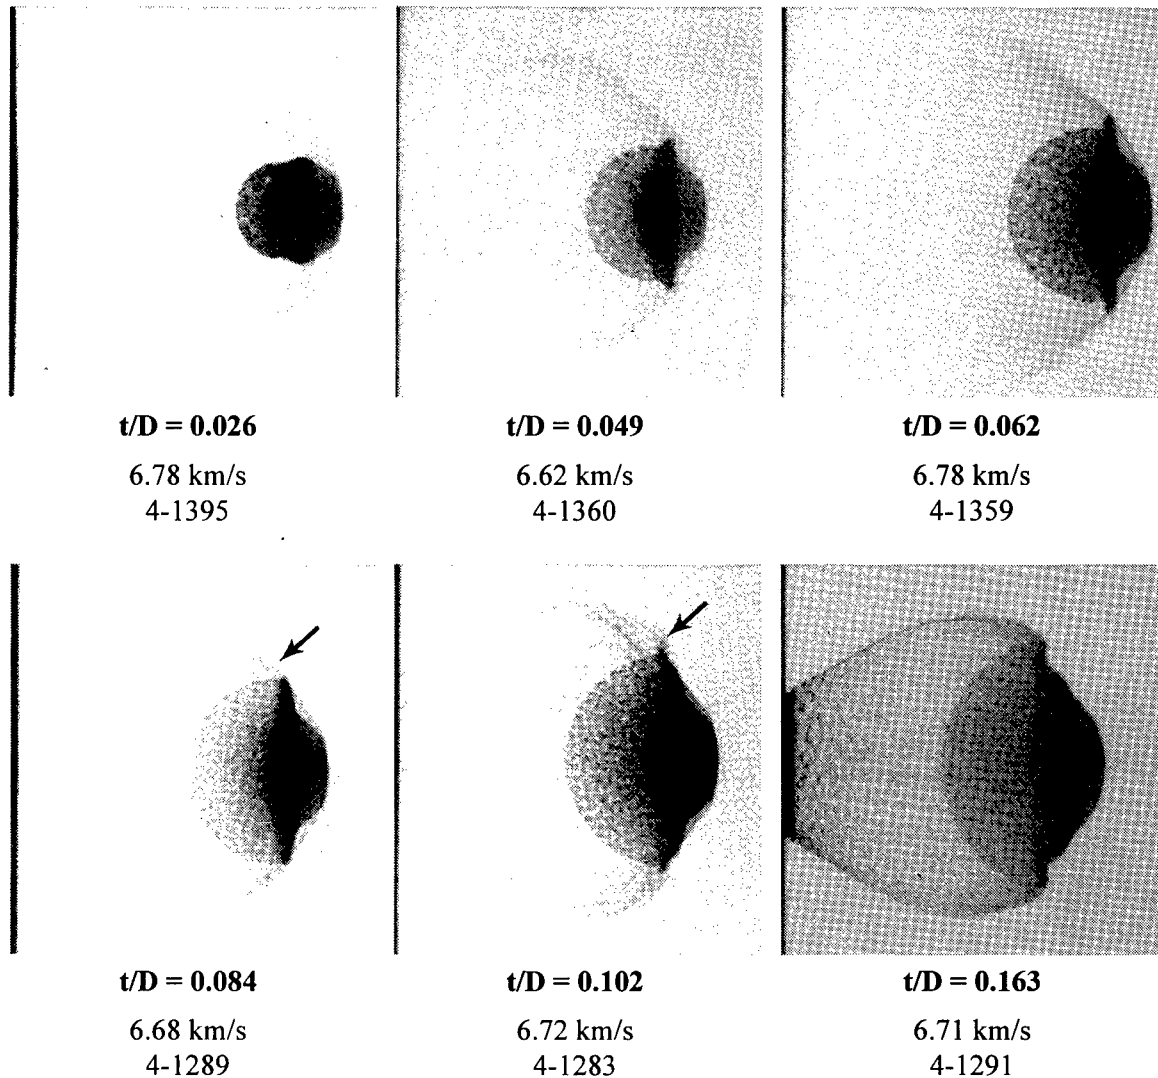 t/D = 0.026
6.78 km/s
4-1395
t/D = 0.049
6.62 km/s
4-1360
t/D = 0.062
6.78 km/s
4-1359
t/D = 0.084
6.68 km/s
4-1289
t/D = 0.102
6.72 km/s
4-1283
t/D = 0.163
6.71 km/s
4-1291